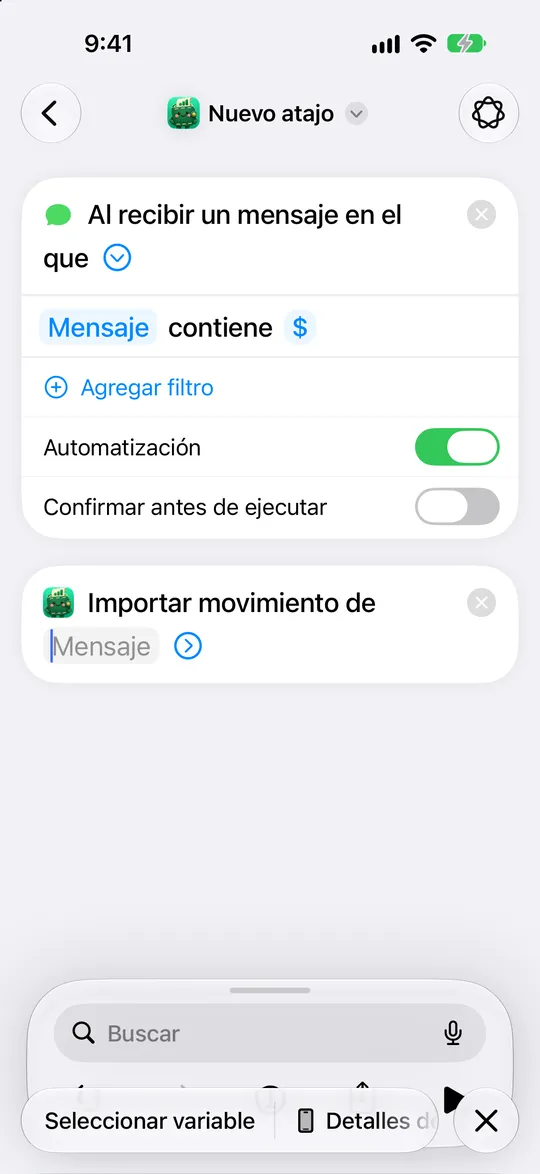 9:41
Nuevo atajo
Al recibir un mensaje en el
que
Mensaje contiene $
Agregar filtro
Automatización
Confirmar antes de ejecutar
Importar movimiento de
Mensaje
Buscar
Seleccionar variable
Detalles d